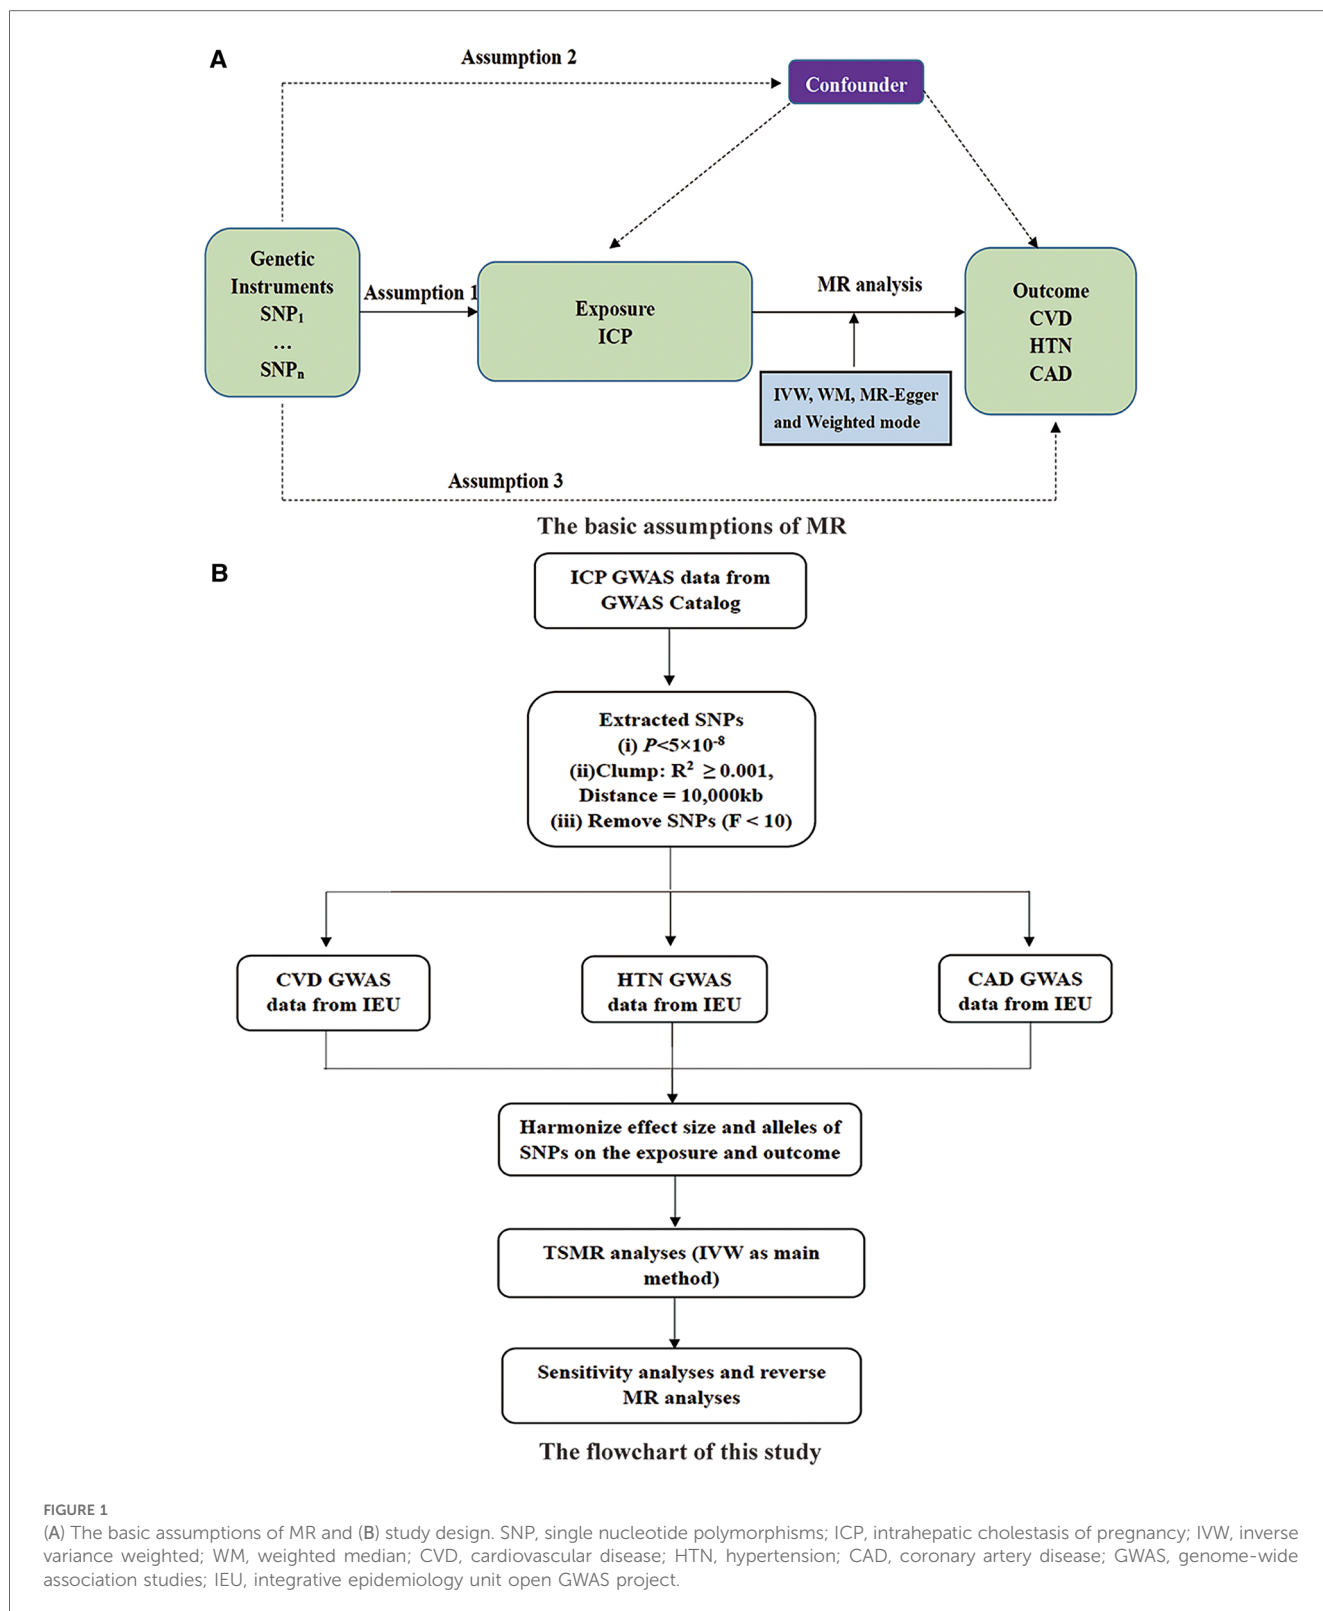 A
Assumption 2
Confounder
Genetic
Instruments
SNP1
...
SNPn
Assumption 1
Exposure
ICP
MR analysis
Outcome
CVD
HTN
CAD
IVW, WM, MR-Egger
and Weighted mode
Assumption 3
The basic assumptions of MR
B
ICP GWAS data from
GWAS Catalog
Extracted SNPs
(i) P<5×10⁻⁸
(ii)Clump: R² ≥ 0.001,
Distance = 10,000kb
(iii) Remove SNPs (F < 10)
CVD GWAS
data from IEU
HTN GWAS
data from IEU
CAD GWAS
data from IEU
Harmonize effect size and alleles of
SNPs on the exposure and outcome
TSMR analyses (IVW as main
method)
Sensitivity analyses and reverse
MR analyses
The flowchart of this study
FIGURE 1
(A) The basic assumptions of MR and (B) study design. SNP, single nucleotide polymorphisms; ICP, intrahepatic cholestasis of pregnancy; IVW, inverse
variance weighted; WM, weighted median; CVD, cardiovascular disease; HTN, hypertension; CAD, coronary artery disease; GWAS, genome-wide
association studies; IEU, integrative epidemiology unit open GWAS project.